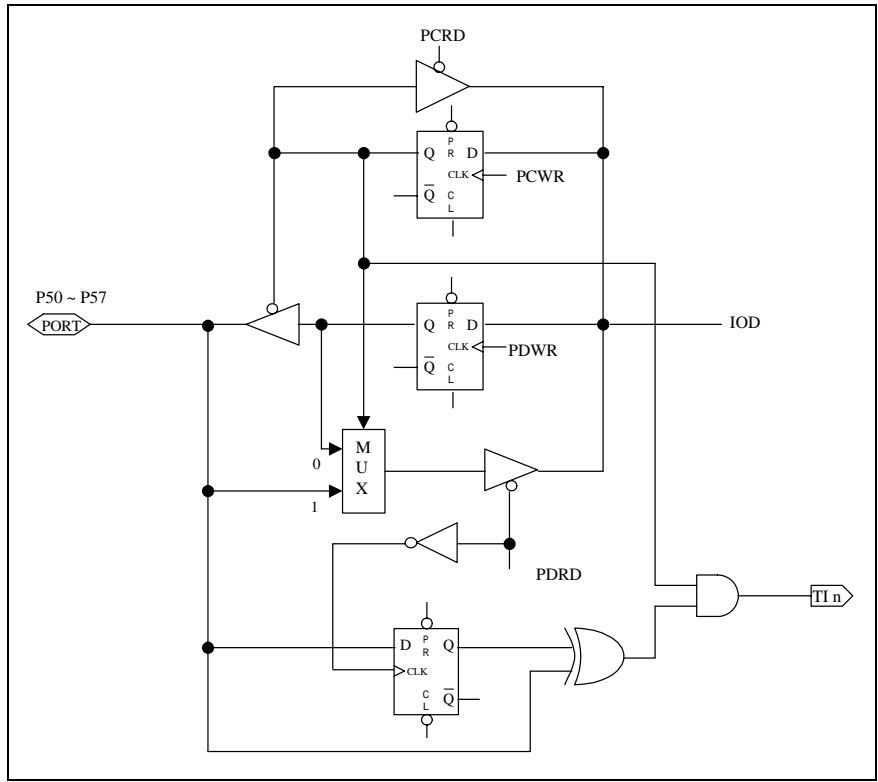 PCRD
P
R
Q
D
CLK
PCWR
Q̅
C
L
P50 ~ P57
PORT
P
R
Q
D
IOD
CLK
PDWR
Q̅
C
L
M
U
X
0
1
PDRD
TI n
P
R
D
Q
CLK
C
L
Q̅